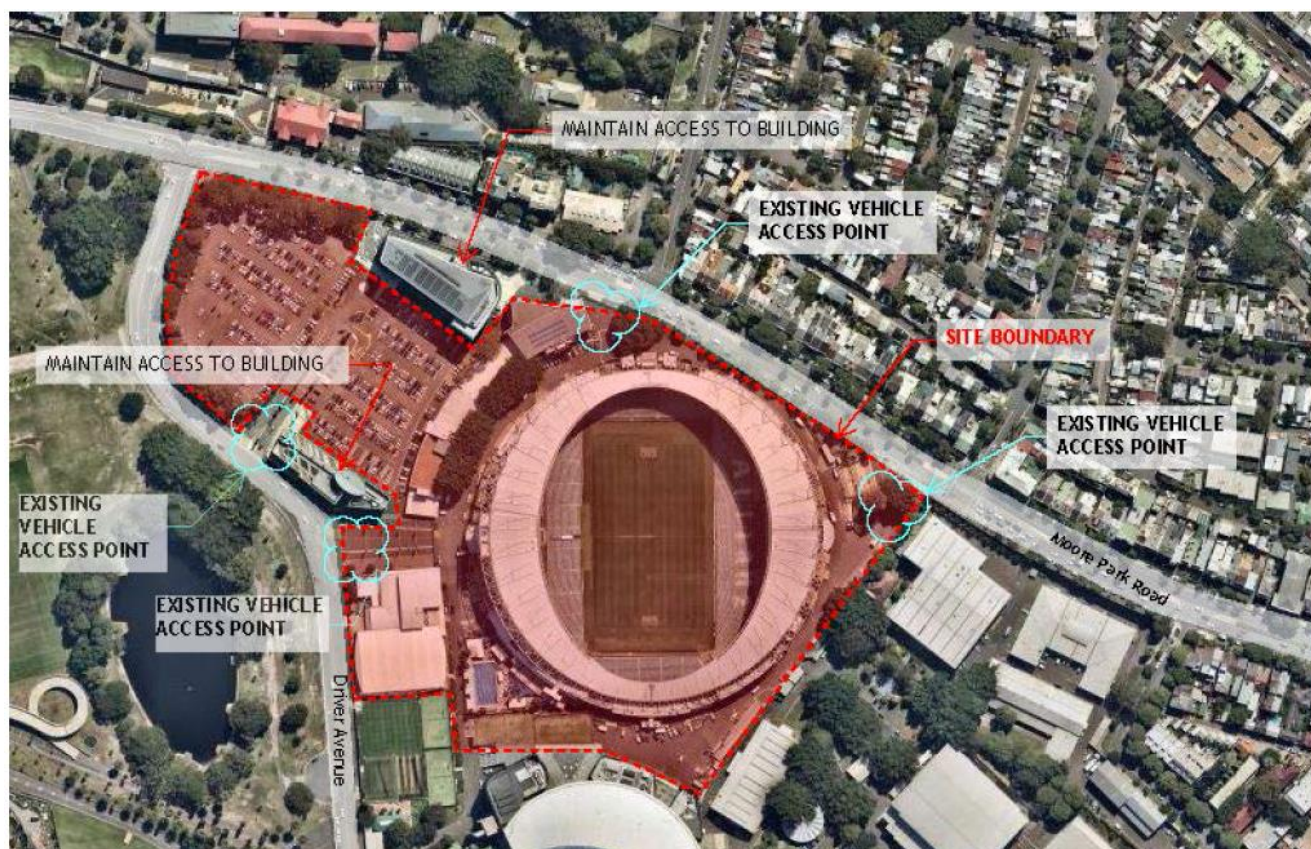 MAINTAIN ACCESS TO BUILDING
EXISTING VEHICLE
ACCESS POINT
SITE BOUNDARY
MAINTAIN ACCESS TO BUILDING
EXISTING VEHICLE
ACCESS POINT
EXISTING
VEHICLE
ACCESS POINT
EXISTING VEHICLE
ACCESS POINT
Moore Park Road
Driver Avenue